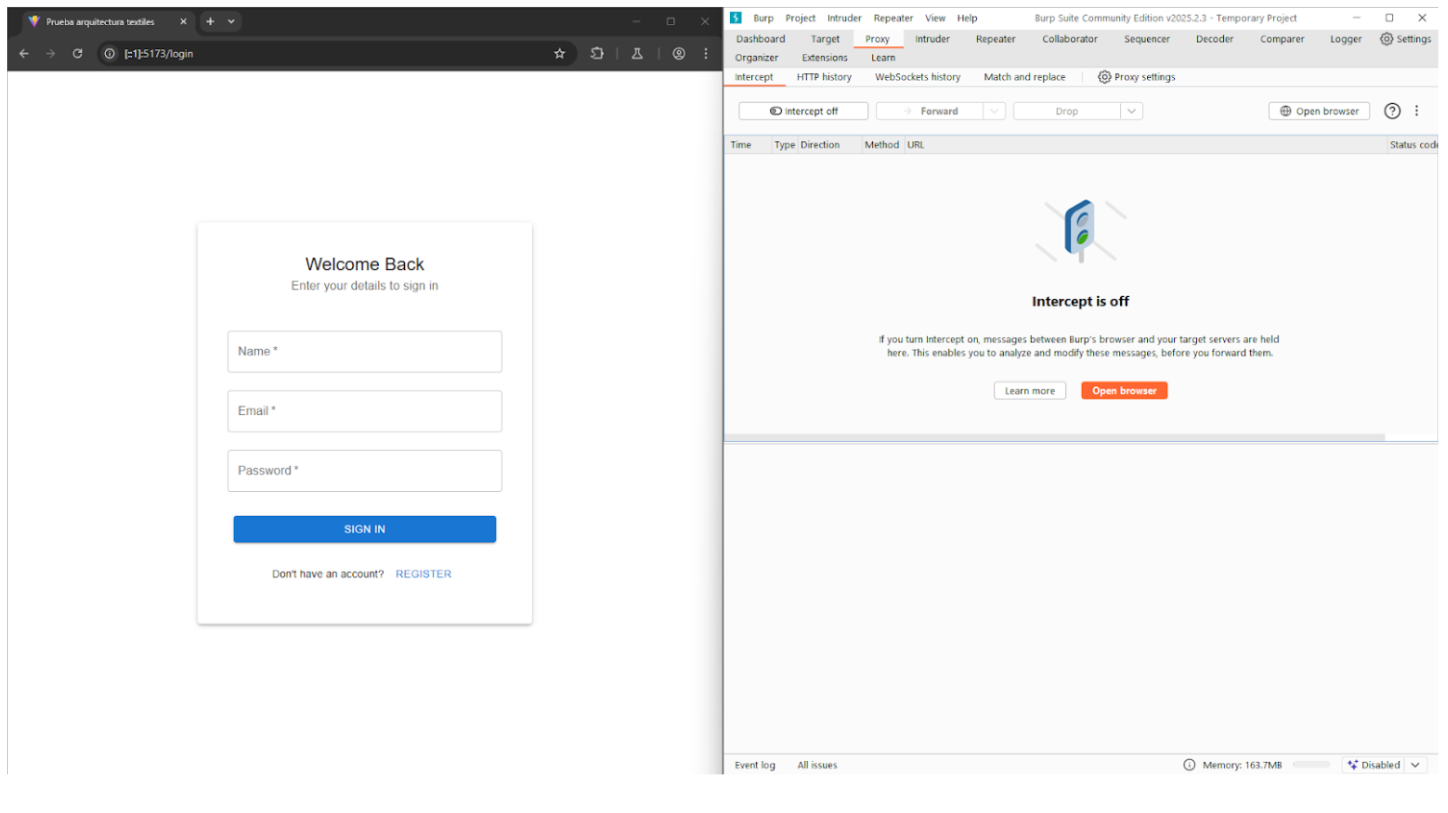 Prueba arquitectura textiles
[::1]:5173/login
Welcome Back
Enter your details to sign in
Name *
Email *
Password *
SIGN IN
Don't have an account? REGISTER
Burp Project Intruder Repeater View Help Burp Suite Community Edition v2025.2.3 - Temporary Project
Dashboard Target Proxy Intruder Repeater Collaborator Sequencer Decoder Comparer Logger Settings
Organizer Extensions Learn
Intercept HTTP history WebSockets history Match and replace Proxy settings
Intercept off Forward Drop Open browser
Time Type Direction Method URL Status code
Intercept is off
If you turn Intercept on, messages between Burp's browser and your target servers are held
here. This enables you to analyze and modify these messages, before you forward them.
Learn more Open browser
Event log All issues Memory: 163.7MB Disabled